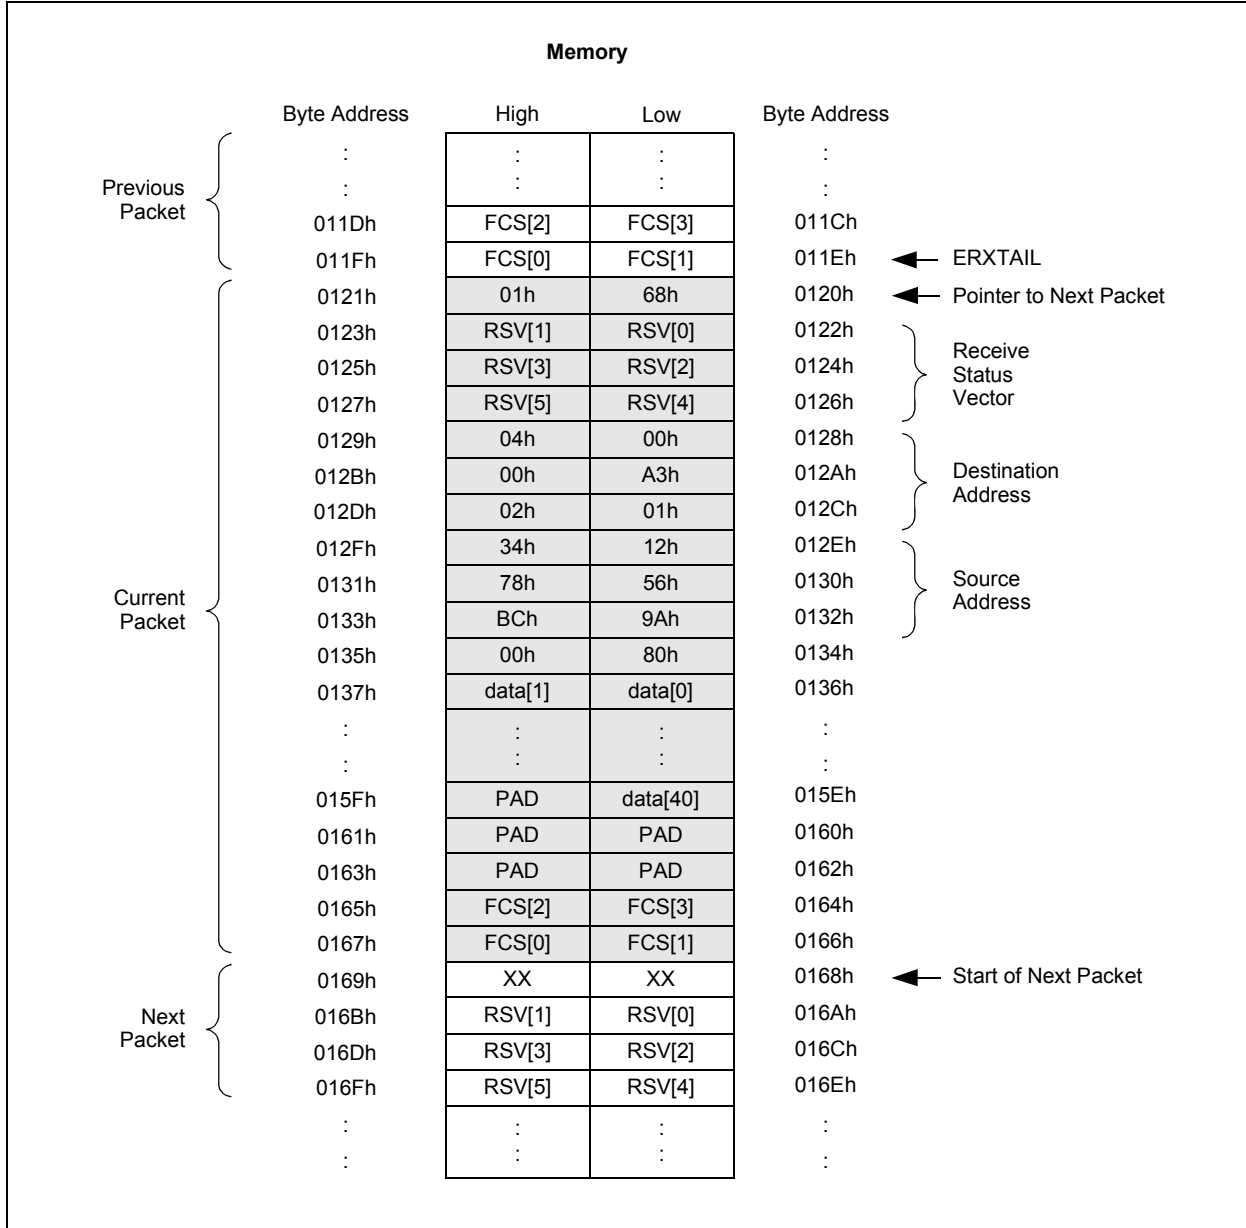 Memory
Byte Address High Low Byte Address
: : : :
: : : :
Previous
Packet
011Dh FCS[2] FCS[3] 011Ch
011Fh FCS[0] FCS[1] 011Eh ERXTAIL
0121h 01h 68h 0120h Pointer to Next Packet
0123h RSV[1] RSV[0] 0122h
0125h RSV[3] RSV[2] 0124h
0127h RSV[5] RSV[4] 0126h
Receive
Status
Vector
0129h 04h 00h 0128h
012Bh 00h A3h 012Ah
012Dh 02h 01h 012Ch
Destination
Address
012Fh 34h 12h 012Eh
0131h 78h 56h 0130h
0133h BCh 9Ah 0132h
Source
Address
Current
Packet
0135h 00h 80h 0134h
0137h data[1] data[0] 0136h
: : : :
: : : :
015Fh PAD data[40] 015Eh
0161h PAD PAD 0160h
0163h PAD PAD 0162h
0165h FCS[2] FCS[3] 0164h
0167h FCS[0] FCS[1] 0166h
0169h XX XX 0168h Start of Next Packet
016Bh RSV[1] RSV[0] 016Ah
Next
Packet
016Dh RSV[3] RSV[2] 016Ch
016Fh RSV[5] RSV[4] 016Eh
: : : :
: : : :